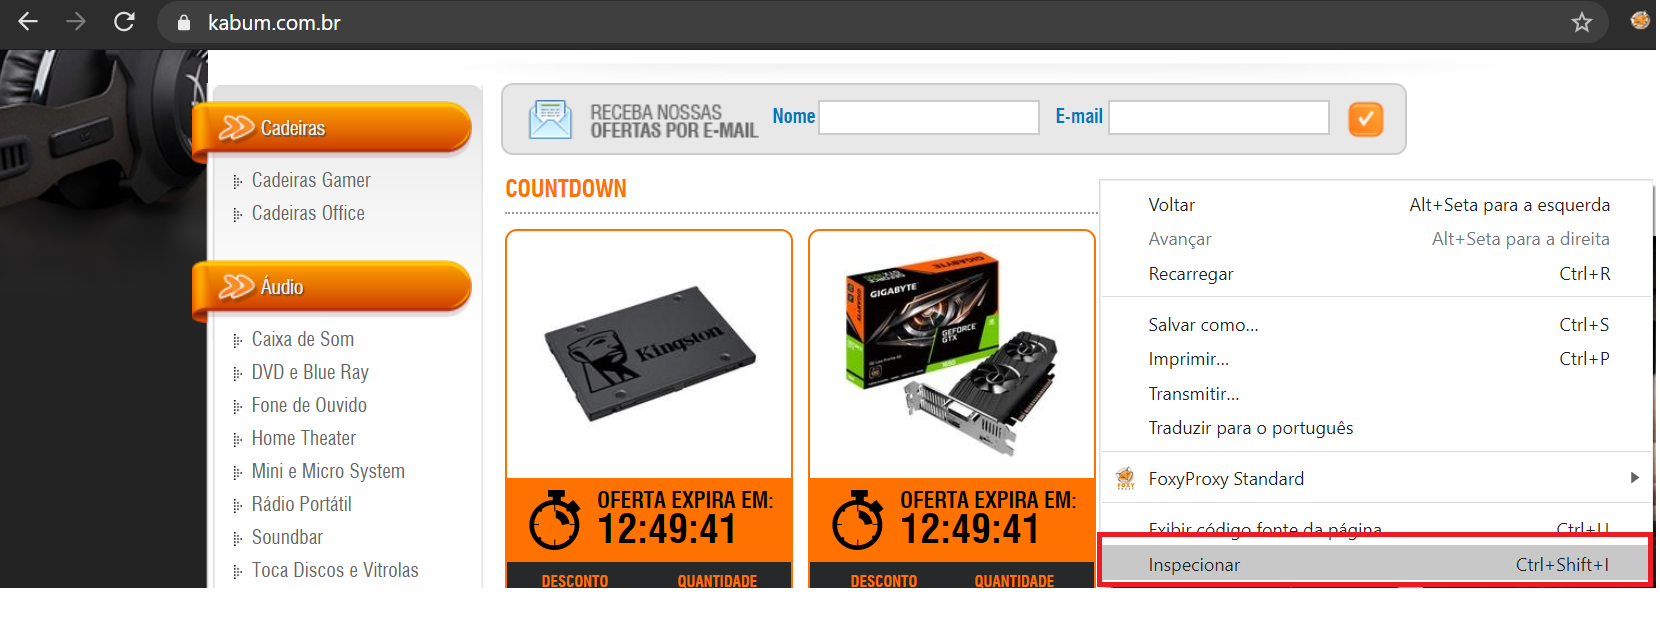 kabum.com.br
Cadeiras
Cadeiras Gamer
Cadeiras Office
Áudio
Caixa de Som
DVD e Blue Ray
Fone de Ouvido
Home Theater
Mini e Micro System
Rádio Portátil
Soundbar
Toca Discos e Vitrolas
RECEBA NOSSAS
OFERTAS POR E-MAIL
Nome
E-mail
COUNTDOWN
Kingston
OFERTA EXPIRA EM:
12:49:41
DESCONTO QUANTIDADE
GIGABYTE
GIGABYTE
GEFORCE
GTX
OFERTA EXPIRA EM:
12:49:41
DESCONTO QUANTIDADE
Voltar Alt+Seta para a esquerda
Avançar Alt+Seta para a direita
Recarregar Ctrl+R
Salvar como... Ctrl+S
Imprimir... Ctrl+P
Transmitir...
Traduzir para o português
FoxyProxy Standard
Exibir código fonte da página Ctrl+U
Inspecionar Ctrl+Shift+I